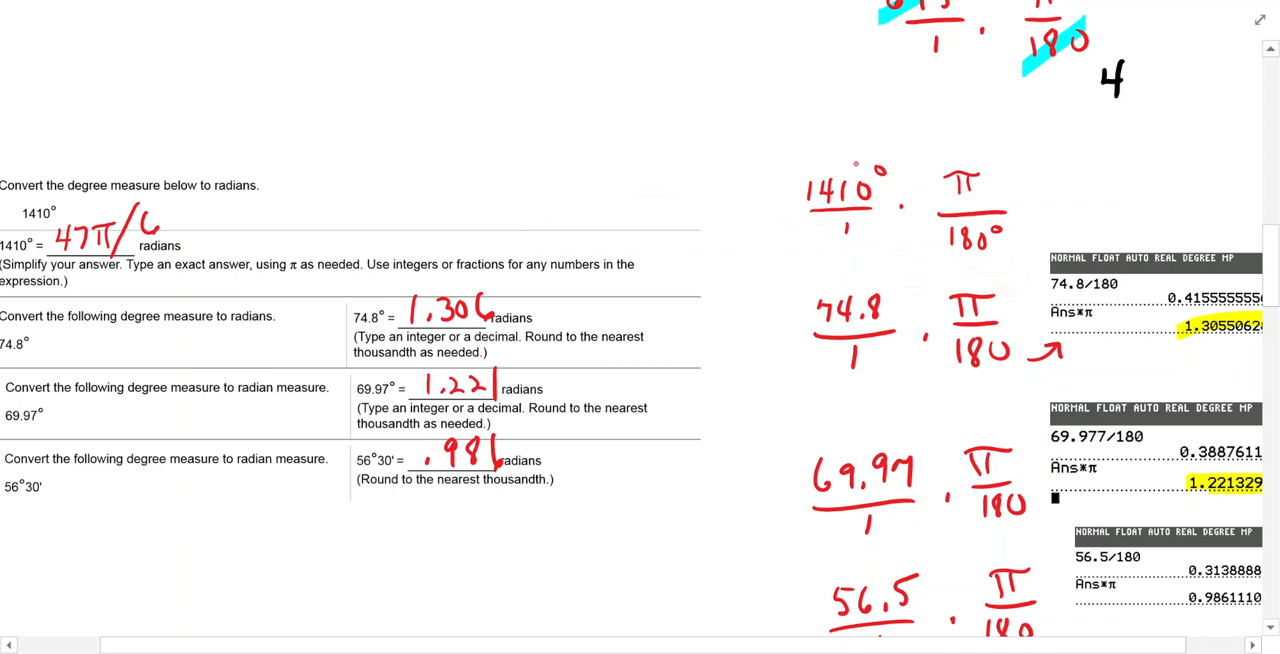 π
1 . 180
4
Convert the degree measure below to radians.
1410°
1410° = 47π/6 radians
(Simplify your answer. Type an exact answer, using π as needed. Use integers or fractions for any numbers in the
expression.)
Convert the following degree measure to radians.
74.8°
74.8° = 1.306 radians
(Type an integer or a decimal. Round to the nearest
thousandth as needed.)
Convert the following degree measure to radian measure.
69.97°
69.97° = 1.221 radians
(Type an integer or a decimal. Round to the nearest
thousandth as needed.)
Convert the following degree measure to radian measure.
56°30'
56°30' = .986 radians
(Round to the nearest thousandth.)
1410° . π
1 180°
74.8 . π
1 180
69.97 . π
1 180
56.5 . π
180
NORMAL FLOAT AUTO REAL DEGREE MP
74.8/180
0.4155555556
Ans*π
1.3055062
NORMAL FLOAT AUTO REAL DEGREE MP
69.977/180
0.3887611
Ans*π
1.221329
NORMAL FLOAT AUTO REAL DEGREE MP
56.5/180
0.3138888
Ans*π
0.9861110